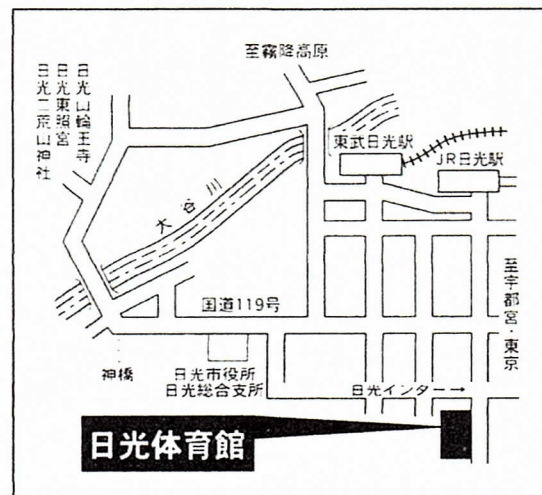 至霧降高原
日光山輪王寺
日光東照宮
日光二荒山神社
東武日光駅
JR日光駅
大谷川
国道119号
至宇都宮・東京
神橋
日光市役所
日光総合支所
日光インター→
日光体育館